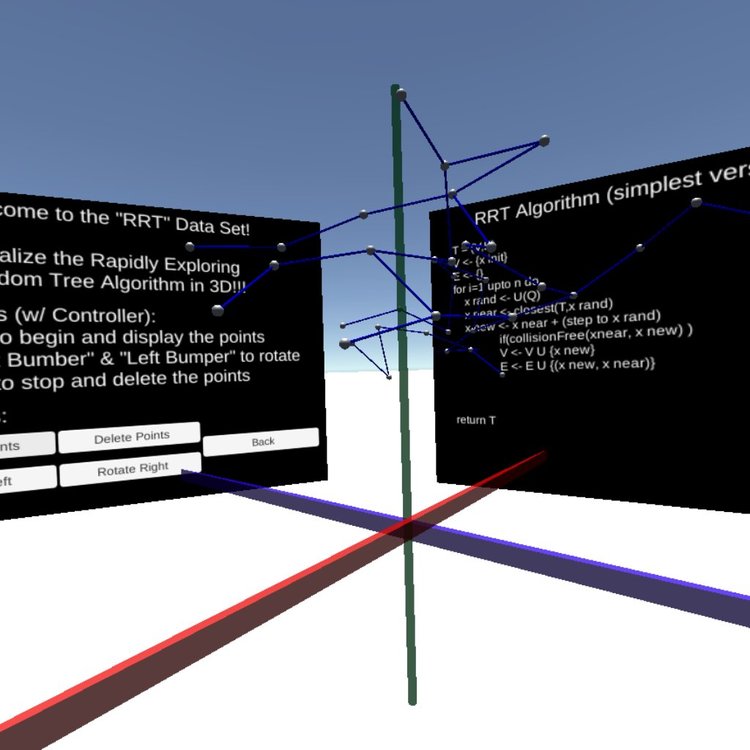 come to the "RRT" Data Set!
alize the Rapidly Exploring
dom Tree Algorithm in 3D!!!
s (w/ Controller):
o begin and display the points
Bumber" & "Left Bumper" to rotate
to stop and delete the points
s:
nts
Delete Points
Back
eft
Rotate Right
RRT Algorithm (simplest vers
T =
V <- {x init}
E <- {}
for i=1 upto n do
x rand <- U(Q)
x near <- closest(T,x rand)
x new <- x near + (step to x rand)
if(collisionFree(xnear, x new) )
V <- V U {x new}
E <- E U {(x new, x near)}
return T